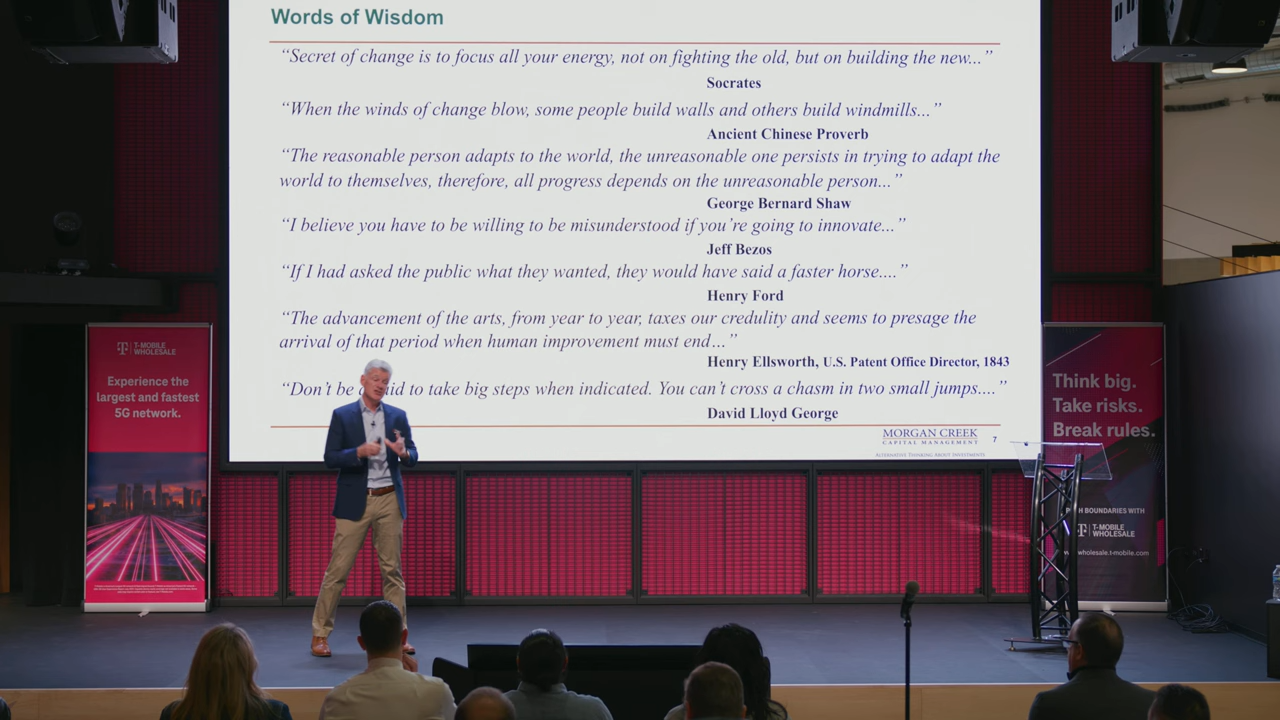 Words of Wisdom
“Secret of change is to focus all your energy, not on fighting the old, but on building the new...”
Socrates
“When the winds of change blow, some people build walls and others build windmills...”
Ancient Chinese Proverb
“The reasonable person adapts to the world, the unreasonable one persists in trying to adapt the
world to themselves, therefore, all progress depends on the unreasonable person...”
George Bernard Shaw
“I believe you have to be willing to be misunderstood if you’re going to innovate...”
Jeff Bezos
“If I had asked the public what they wanted, they would have said a faster horse....”
Henry Ford
“The advancement of the arts, from year to year, taxes our credulity and seems to presage the
arrival of that period when human improvement must end…”
Henry Ellsworth, U.S. Patent Office Director, 1843
“Don’t be id to take big steps when indicated. You can’t cross a chasm in two small jumps....”
David Lloyd George
MORGAN CREEK
CAPITAL MANAGEMENT
ALTERNATIVE THINKING ABOUT INVESTMENTS
7
T-MOBILE
WHOLESALE
Experience the
largest and fastest
5G network.
Think big.
Take risks.
Break rules.
H BOUNDARIES WITH
T-MOBILE
WHOLESALE
wholesale.t-mobile.com